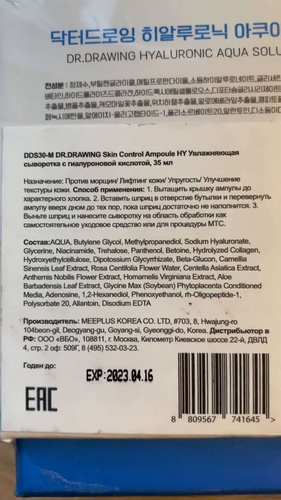 닥터드로잉 히알루로닉 아쿠아
DR.DRAWING HYALURONIC AQUA SOLU
DDS30-M DR.DRAWING Skin Control Ampoule HY Увлажняющая
сыворотка с гиалуроновой кислотой, 35 мл
Назначение: Против морщин/ Лифтинг кожи/ Упругость/ Улучшение
текстуры кожи. Способ применения: 1. Вытащить крышку ампулы до
характерного хлопка. 2. Вставить шприц в отверстие бутылки и перевернуть
ампулу вверх дном до тех пор, пока шприц достаточно не наполнится. 3.
Выньте шприц и нанесите сыворотку на область обработки как
самостоятельное уходовое средство или для процедуры мезо.
Состав:AQUA, Butylene Glycol, Methylpropanediol, Sodium Hyaluronate,
Glycerine, Niacinamide, Trehalose, Panthenol, Betoine, Hydrolyzed Collagen,
Hydroxyethylcellulose, Dipotassium Glycyrrhizate, Beta-Glucan, Camellia
Sinensis Leaf Extract, Rosa Centifolia Flower Water, Centella Asiatica Extract,
Anthemis Nobilis Flower Extract, Hamamelis Virginiana Extract, Aloe
Barbadensis Leaf Extract, Glycine Max (Soybean) Phytoplacenta Conditioned
Media, Adenosine, 1,2-Hexanediol, Phenoxyethanol, rh-Oligopeptide-1,
Polysorbate 20, Allantoin, Disodium EDTA
Производитель: MEEPLUS KOREA CO. LTD, #703, 8, Hwajung-ro
104beon-gil, Deogyang-gu, Goyang-si, Gyeonggi-do, Korea. Дистрибьютор в
РФ: ООО «ВБО», 108811, г. Москва, Километр Киевское шоссе 22-й, ДВЛД
4, стр. 2 оф: 509Г, 8 (495) 532-03-23.
Годен до:
EXP:2023.04.16
EAC
8 809567 741645 >